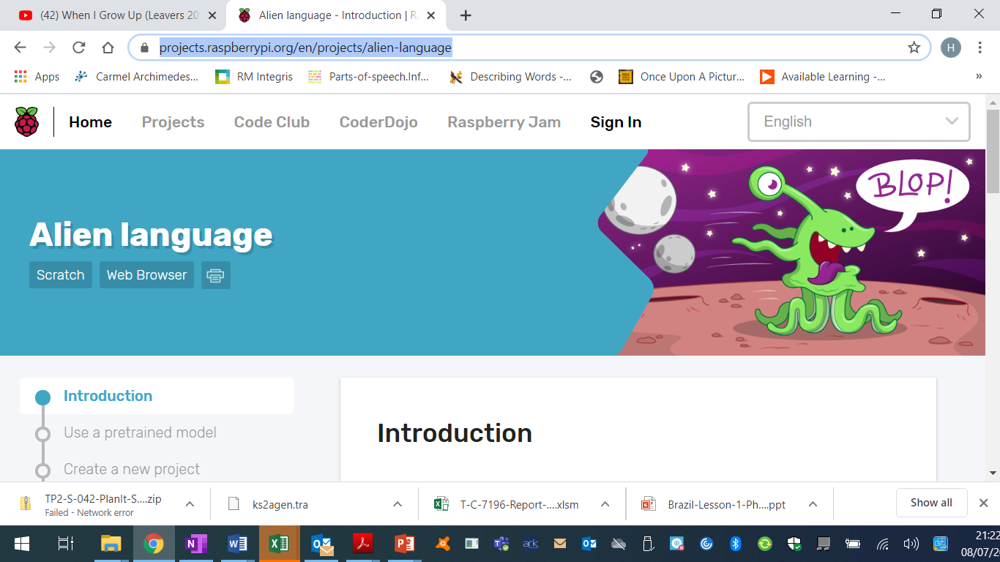 (42) When I Grow Up (Leavers 20
Alien language - Introduction | R
projects.raspberrypi.org/en/projects/alien-language
H
Apps
Carmel Archimedes...
RM Integris
Parts-of-speech.Inf...
Describing Words -...
Once Upon A Pictur...
Available Learning -...
»
Home
Projects
Code Club
CoderDojo
Raspberry Jam
Sign In
English
BLOP!
Alien language
Scratch
Web Browser
Introduction
Use a pretrained model
Create a new project
Introduction
TP2-S-042-PlanIt-S....zip
Failed - Network error
ks2agen.tra
T-C-7196-Report-....xlsm
Brazil-Lesson-1-Ph....ppt
Show all
ark
21:22
08/07/2